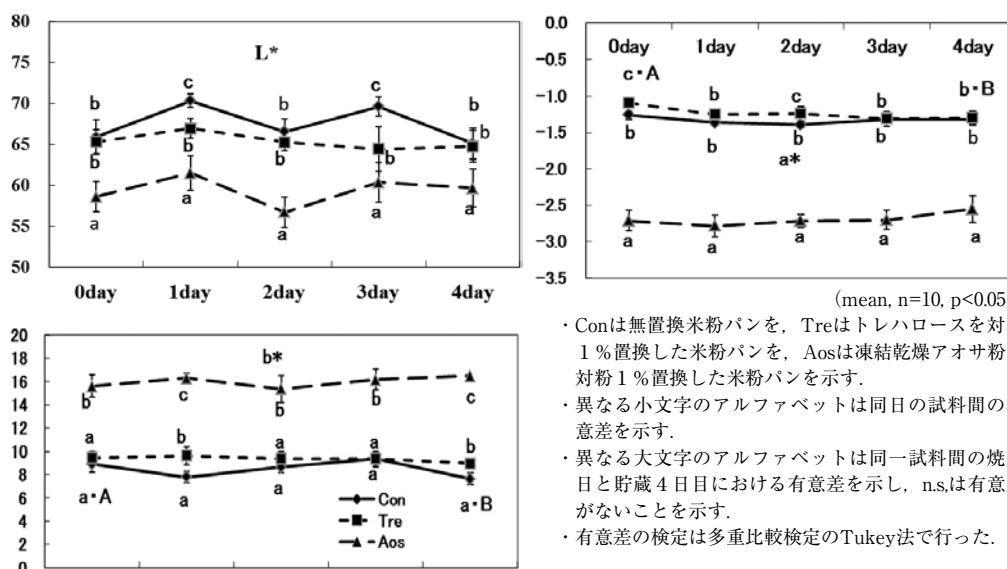 80
75
70
65
60
55
50
L*
b
c
b
c
b
b
b
b
b
b
a
a
a
a
a
0day
1day
2day
3day
4day
0.0
-0.5
-1.0
-1.5
-2.0
-2.5
-3.0
-3.5
0day
1day
2day
3day
4day
c・A
b
c
b
b・B
b
b
b
b
b
a*
a
a
a
a
a
20
18
16
14
12
10
8
6
4
2
0
b*
b
c
b
b
c
a
b
a
a
b
a・A
a
a
a
a・B
Con
Tre
Aos
(mean, n=10, p<0.05
・Conは無置換米粉パンを，Treはトレハロースを対
1％置換した米粉パンを，Aosは凍結乾燥アオサ粉
対粉1％置換した米粉パンを示す.
・異なる小文字のアルファベットは同日の試料間の
意差を示す.
・異なる大文字のアルファベットは同一試料間の焼
日と貯蔵4日目における有意差を示し，n.s,は有意
がないことを示す.
・有意差の検定は多重比較検定のTukey法で行った.